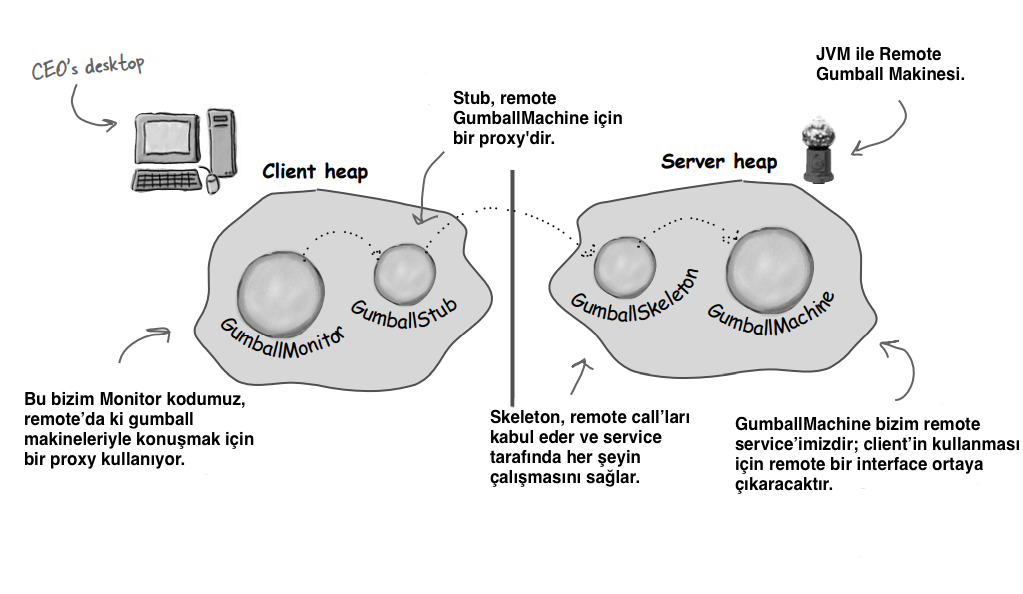 CEO's desktop
JVM ile Remote
Gumball Makinesi.
Stub, remote
GumballMachine için
bir proxy'dir.
Client heap
Server heap
GumballMonitor
GumballStub
GumballSkeleton
GumballMachine
Bu bizim Monitor kodumuz,
remote'da ki gumball
makineleriyle konuşmak için
bir proxy kullanıyor.
Skeleton, remote call'ları
kabul eder ve service
tarafında her şeyin
çalışmasını sağlar.
GumballMachine bizim remote
service'imizdir; client'in kullanması
için remote bir interface ortaya
çıkaracaktır.